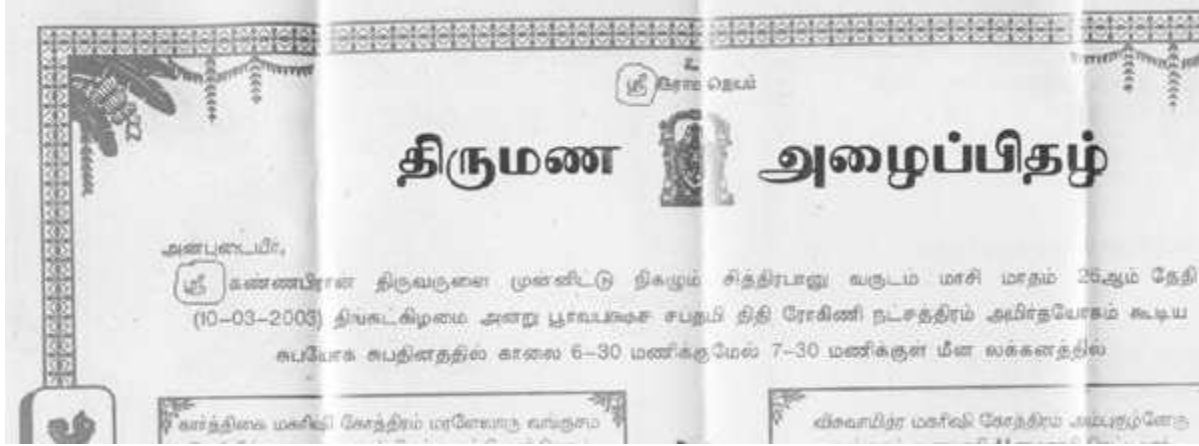 உ
ஸ்ரீ ராம ஜெயம்
திருமண அழைப்பிதழ்
அன்புடையீர்,
ஸ்ரீ கண்ணபிரான் திருவருளை முன்னிட்டு நிகழும் சித்திரபானு வருடம் மாசி மாதம் 26ஆம் தேதி
(10-03-2003) திங்கட்கிழமை அன்று பூர்வபக்ஷ சப்தமி திதி ரோகிணி நட்சத்திரம் அமிர்தயோகம் கூடிய
சுபயோக சுபதினத்தில் காலை 6-30 மணிக்குமேல் 7-30 மணிக்குள் மீன லக்கனத்தில்
கார்த்திகை மகரிஷி கோத்திரம்
விசுவாமித்ர மகரிஷி கோத்திரம்